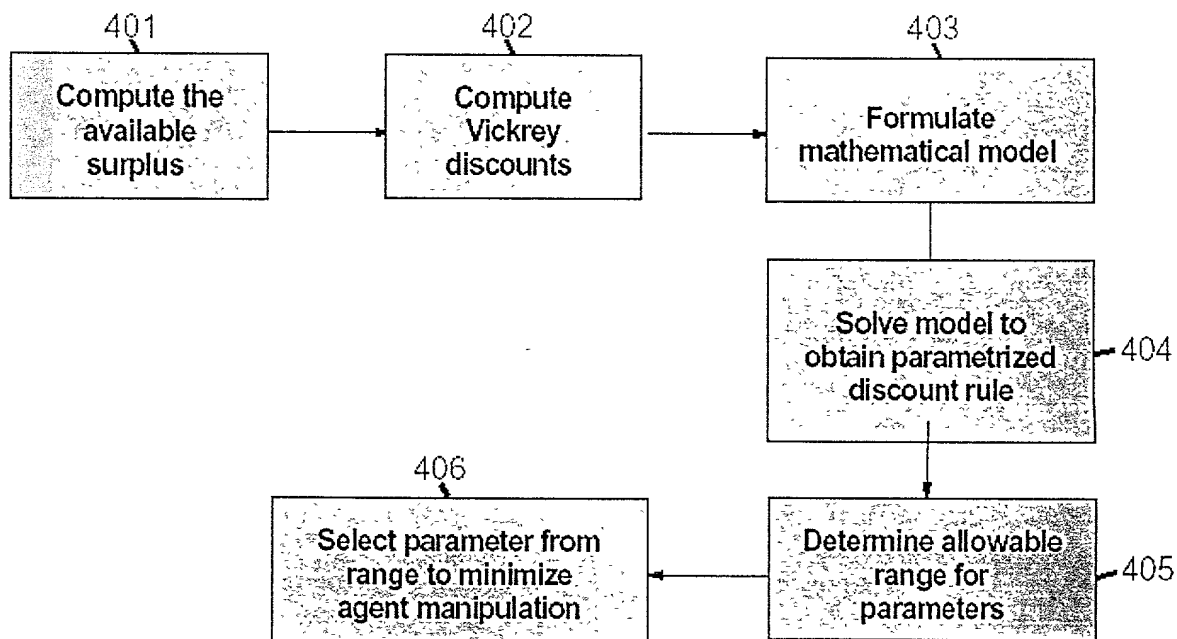 401
Compute the
available
surplus
402
Compute
Vickrey
discounts
403
Formulate
mathematical model
Solve model to
obtain parametrized
discount rule
404
406
Select parameter from
range to minimize
agent manipulation
Determine allowable
range for
parameters
405